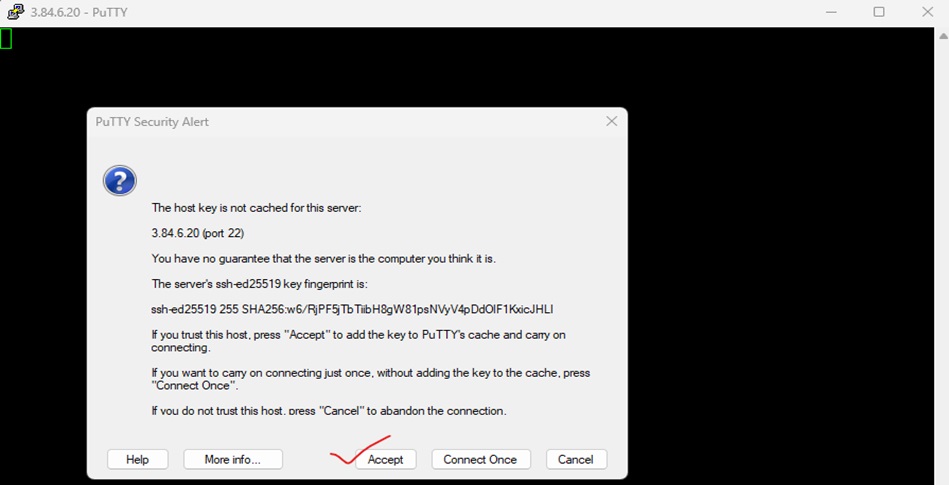 3.84.6.20 - PuTTY
PuTTY Security Alert
The host key is not cached for this server:
3.84.6.20 (port 22)
You have no guarantee that the server is the computer you think it is.
The server's ssh-ed25519 key fingerprint is:
ssh-ed25519 255 SHA256:w6/RjPF5jTbTiibH8gW81psNVyV4pDdOIF1KxicJHLI
If you trust this host, press "Accept" to add the key to PuTTY's cache and carry on
connecting.
If you want to carry on connecting just once, without adding the key to the cache, press
"Connect Once".
If you do not trust this host, press "Cancel" to abandon the connection.
Help More info... Accept Connect Once Cancel